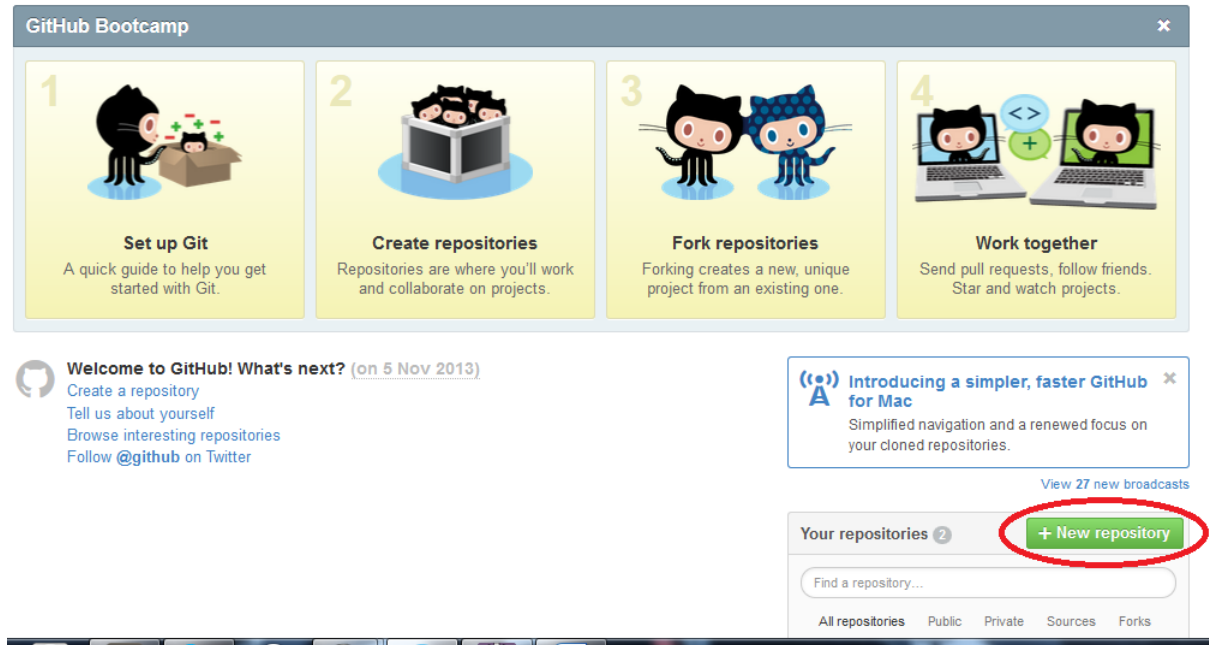 GitHub Bootcamp
1
Set up Git
A quick guide to help you get
started with Git.
2
Create repositories
Repositories are where you'll work
and collaborate on projects.
3
Fork repositories
Forking creates a new, unique
project from an existing one.
4
Work together
Send pull requests, follow friends.
Star and watch projects.
Welcome to GitHub! What's next? (on 5 Nov 2013)
Create a repository
Tell us about yourself
Browse interesting repositories
Follow @github on Twitter
Introducing a simpler, faster GitHub
for Mac
Simplified navigation and a renewed focus on
your cloned repositories.
View 27 new broadcasts
Your repositories 2
+ New repository
Find a repository...
All repositories Public Private Sources Forks